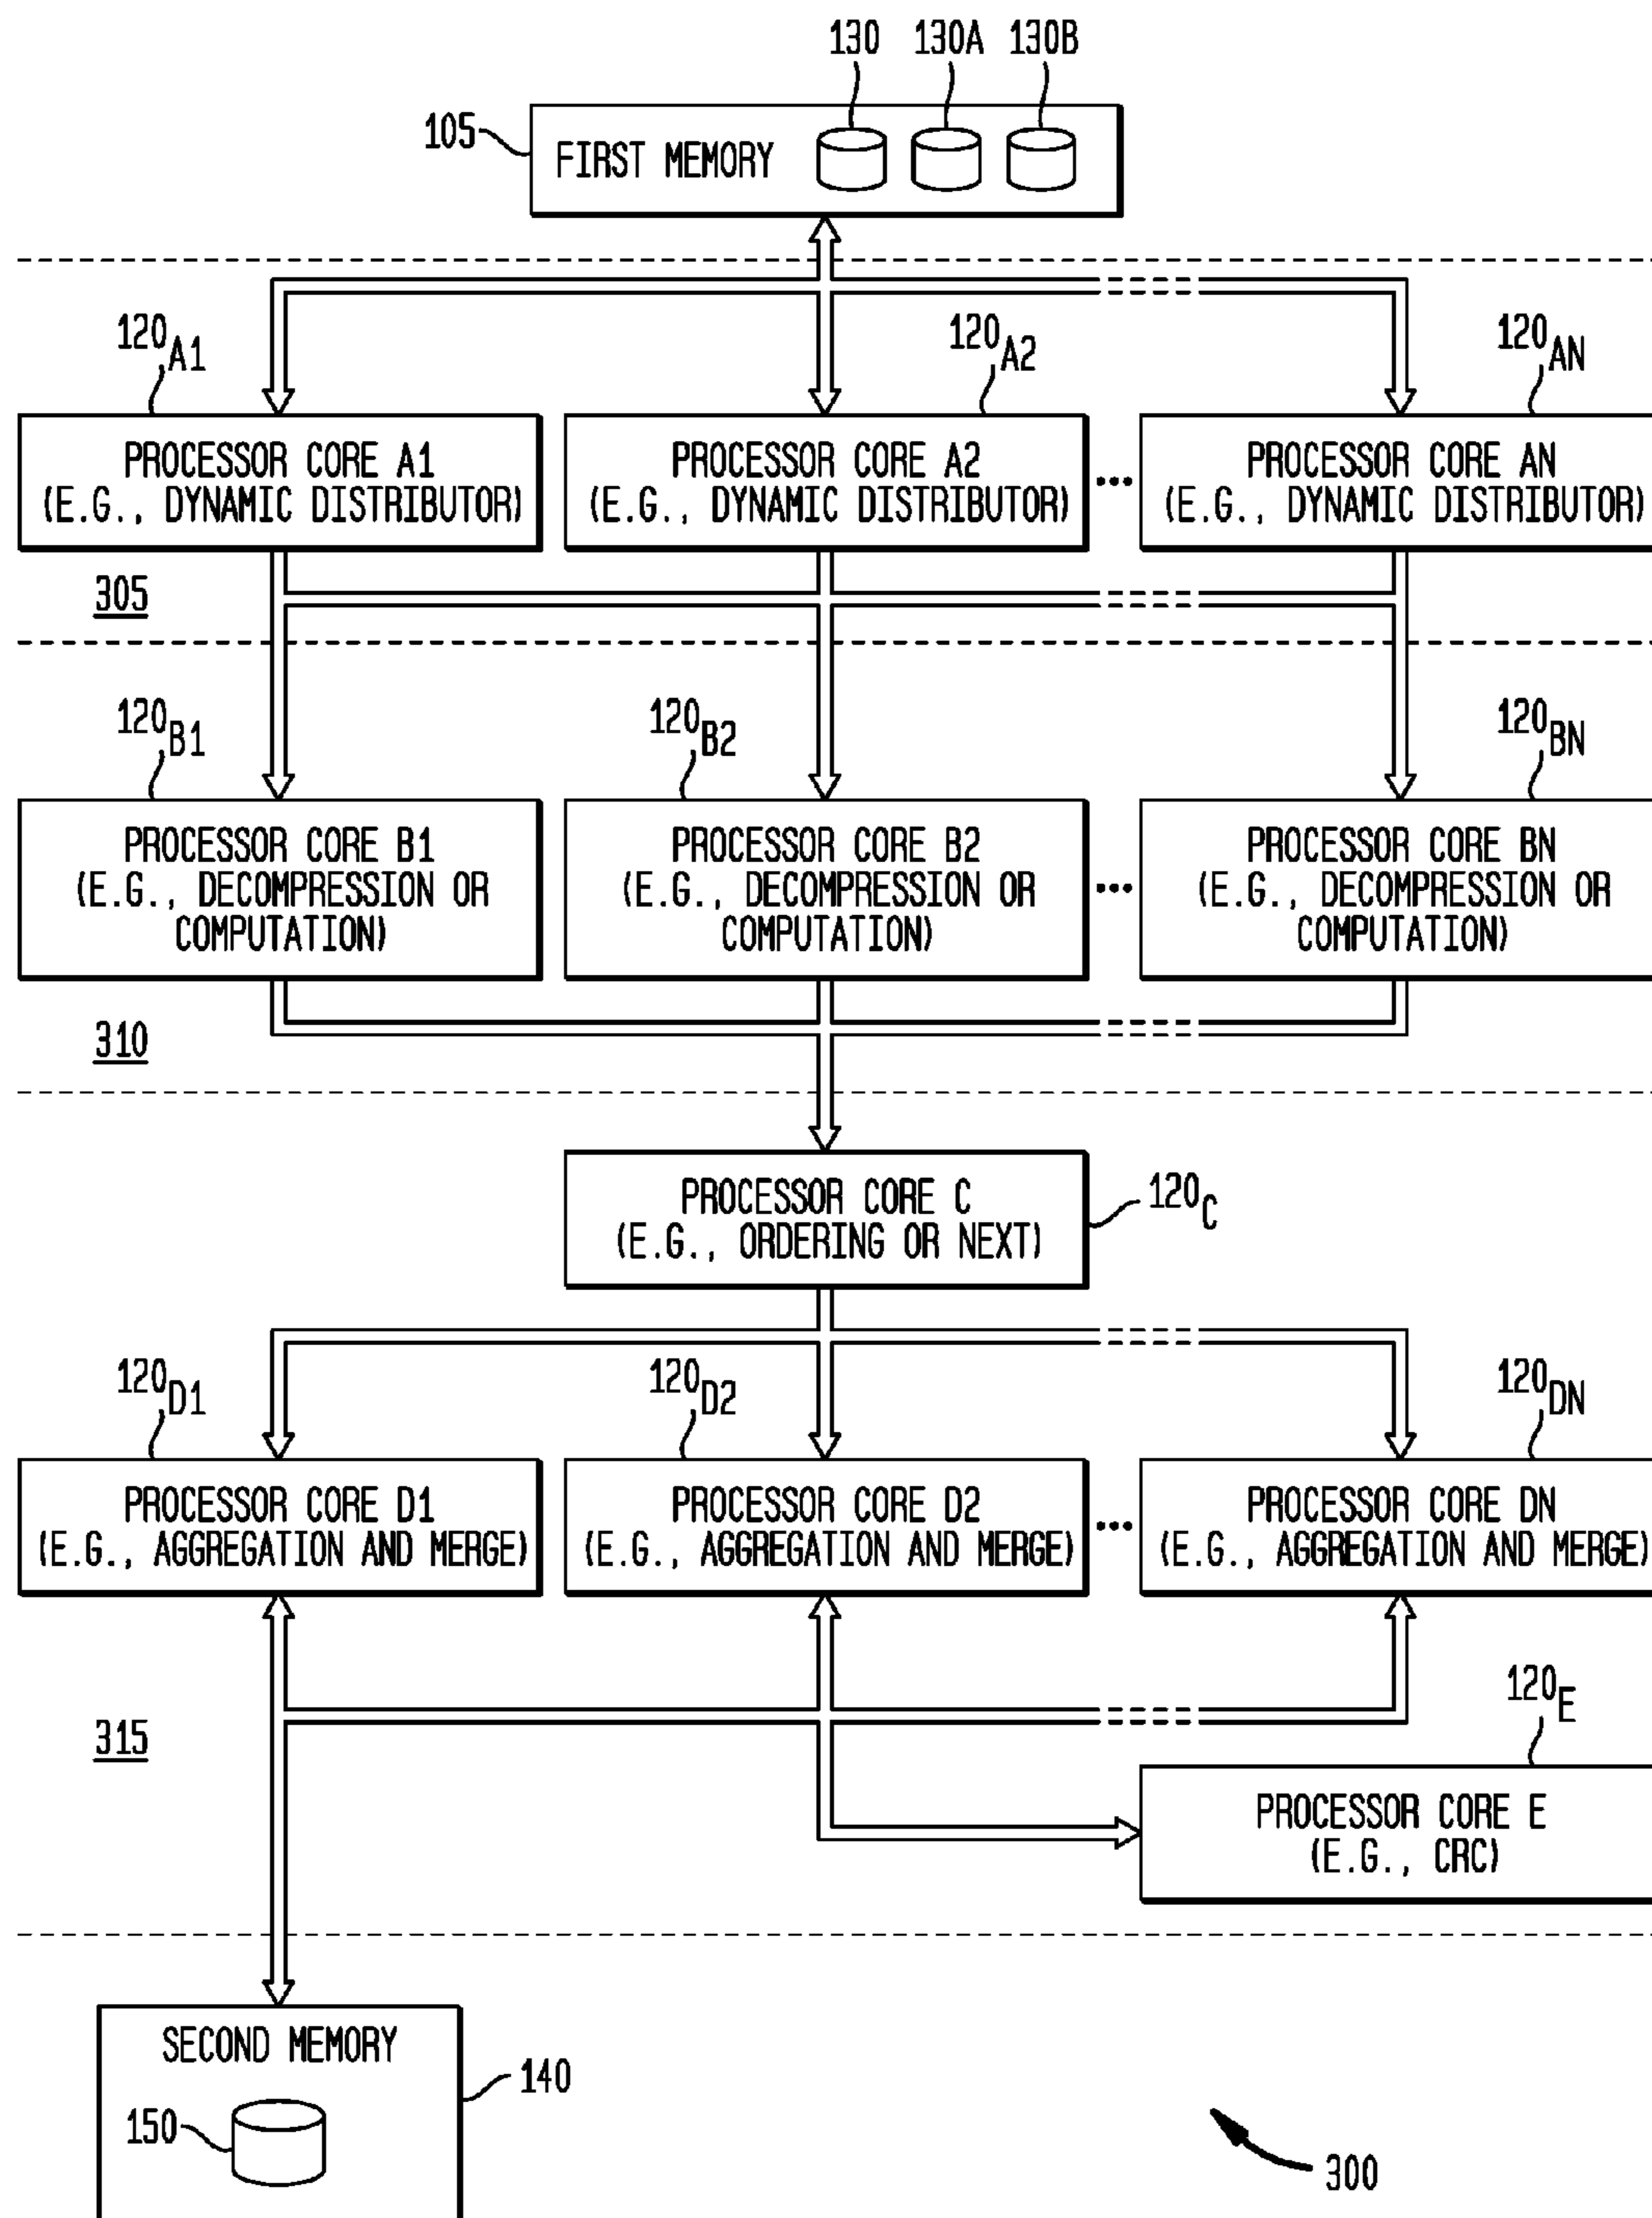 130 130A 130B
105
FIRST MEMORY
120A1 120A2 120AN
PROCESSOR CORE A1
(E.G., DYNAMIC DISTRIBUTOR)
PROCESSOR CORE A2
(E.G., DYNAMIC DISTRIBUTOR)
...
PROCESSOR CORE AN
(E.G., DYNAMIC DISTRIBUTOR)
305
120B1 120B2 120BN
PROCESSOR CORE B1
(E.G., DECOMPRESSION OR
COMPUTATION)
PROCESSOR CORE B2
(E.G., DECOMPRESSION OR
COMPUTATION)
...
PROCESSOR CORE BN
(E.G., DECOMPRESSION OR
COMPUTATION)
310
PROCESSOR CORE C
(E.G., ORDERING OR NEXT)
120C
120D1 120D2 120DN
PROCESSOR CORE D1
(E.G., AGGREGATION AND MERGE)
PROCESSOR CORE D2
(E.G., AGGREGATION AND MERGE)
...
PROCESSOR CORE DN
(E.G., AGGREGATION AND MERGE)
315
120E
PROCESSOR CORE E
(E.G., CRC)
SECOND MEMORY
140
150
300